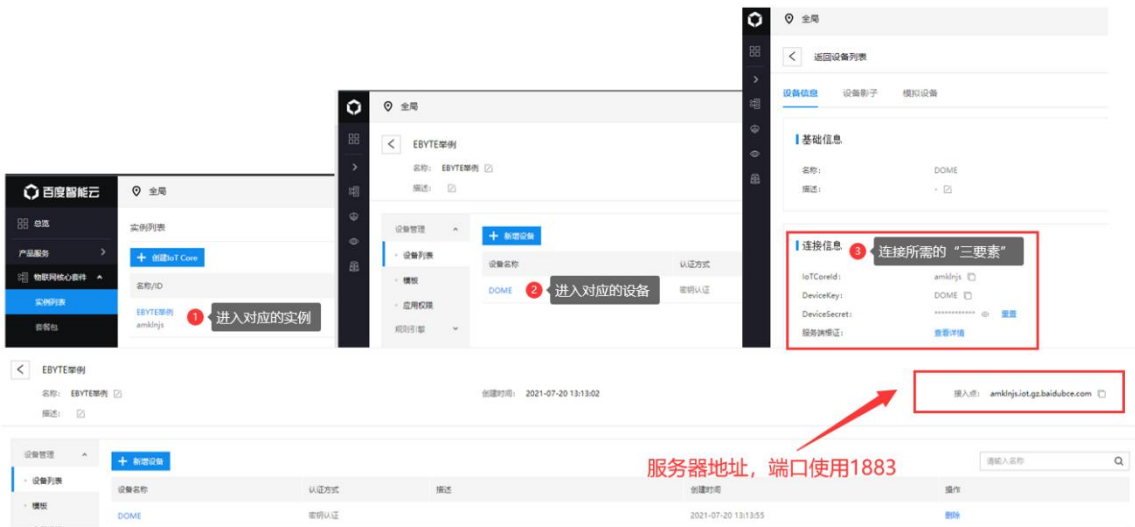 百度智能云
全局
总览
产品服务
物联网核心套件
实例列表
套餐包
实例列表
+ 创建IoT Core
名称/ID
EBYTE举例
amklnjs
1 进入对应的实例
全局
EBYTE举例
名称: EBYTE举例
描述:
设备管理
设备列表
模板
应用权限
规则引擎
+ 新增设备
设备名称 认证方式
DOME 密钥认证
2 进入对应的设备
全局
返回设备列表
设备信息 设备影子 模拟设备
基础信息
名称: DOME
描述: -
连接信息
3 连接所需的“三要素”
IoTCoreId: amklnjs
DeviceKey: DOME
DeviceSecret: ************ 重置
服务端根证: 查看详情
EBYTE举例
名称: EBYTE举例 创建时间: 2021-07-20 13:13:02 接入点: amklnjs.iot.gz.baidubce.com
描述:
服务器地址，端口使用1883
设备管理
设备列表
模板
+ 新增设备
请输入名称
设备名称 认证方式 描述 创建时间 操作
DOME 密钥认证 2021-07-20 13:13:55 删除